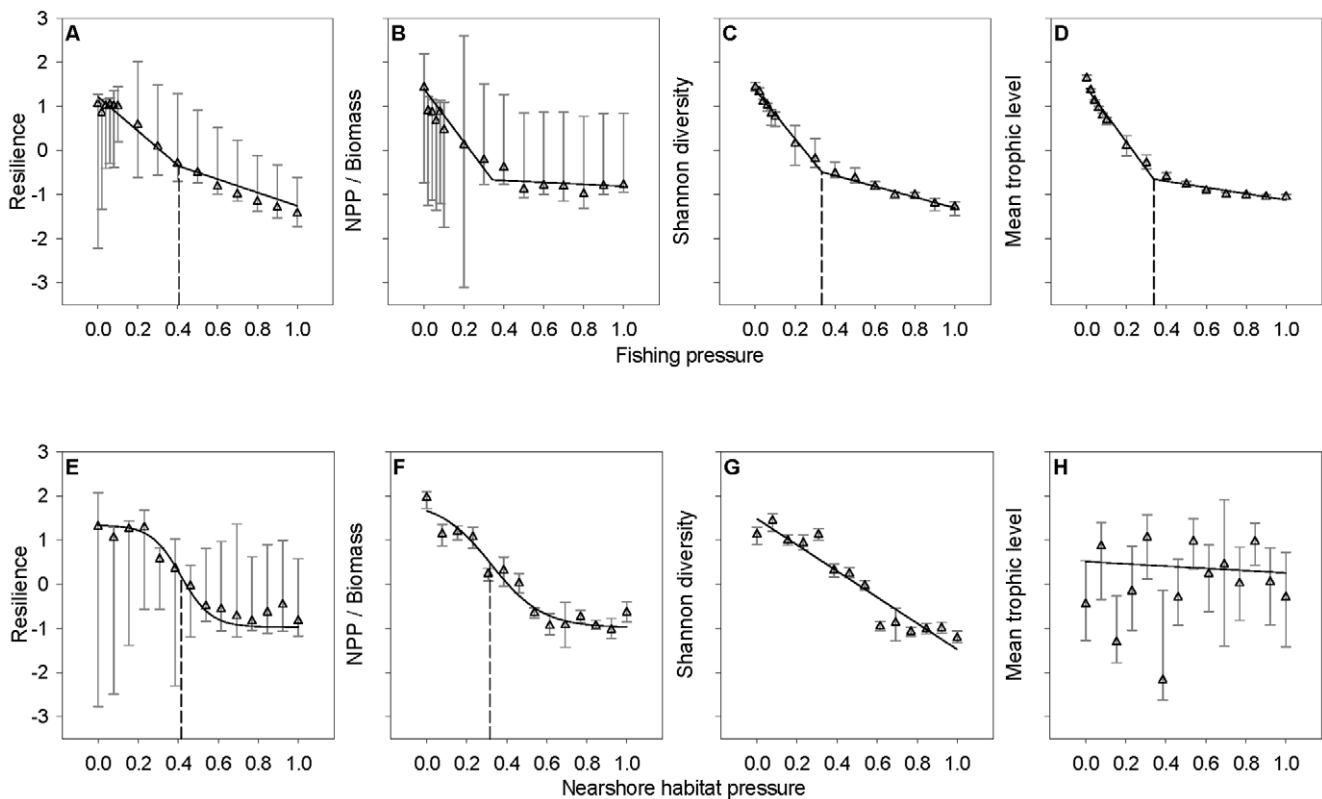 A
B
C
D
Resilience
NPP / Biomass
Shannon diversity
Mean trophic level
3
2
1
0
-1
-2
-3
0.0 0.2 0.4 0.6 0.8 1.0
0.0 0.2 0.4 0.6 0.8 1.0
0.0 0.2 0.4 0.6 0.8 1.0
0.0 0.2 0.4 0.6 0.8 1.0
Fishing pressure
E
F
G
H
Resilience
NPP / Biomass
Shannon diversity
Mean trophic level
3
2
1
0
-1
-2
-3
0.0 0.2 0.4 0.6 0.8 1.0
0.0 0.2 0.4 0.6 0.8 1.0
0.0 0.2 0.4 0.6 0.8 1.0
0.0 0.2 0.4 0.6 0.8 1.0
Nearshore habitat pressure